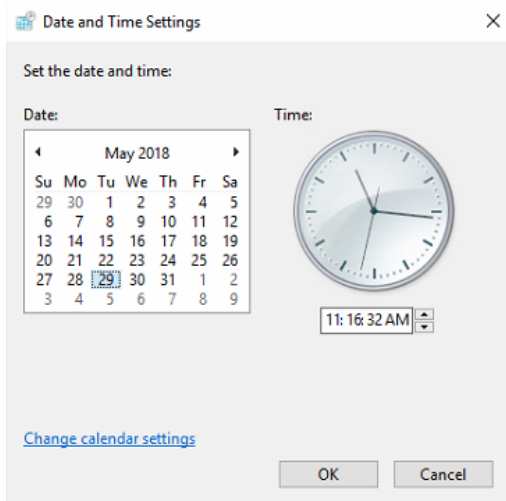 Date and Time Settings
Set the date and time:
Date:
Time:
May 2018
Su Mo Tu We Th Fr Sa
29 30 1 2 3 4 5
6 7 8 9 10 11 12
13 14 15 16 17 18 19
20 21 22 23 24 25 26
27 28 29 30 31 1 2
3 4 5 6 7 8 9
11: 16: 32 AM
Change calendar settings
OK
Cancel